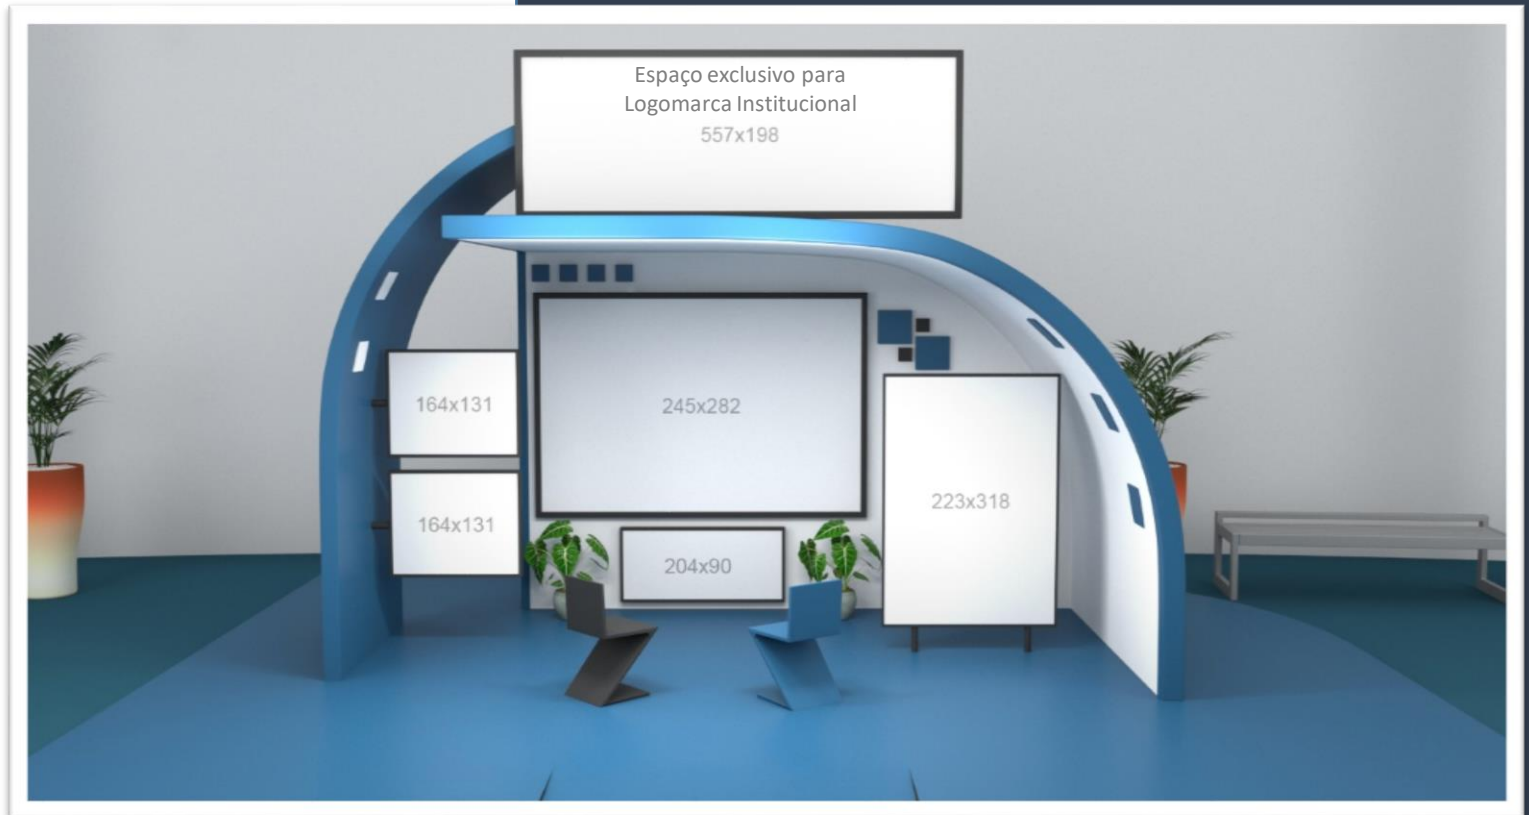 Espaço exclusivo para
Logomarca Institucional
557x198
164x131
245x282
164x131
223x318
204x90